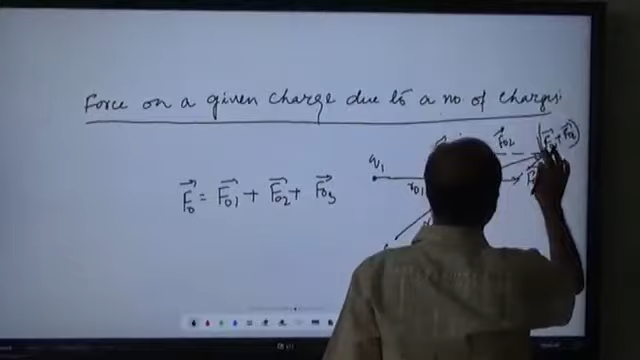 Force on a given charge due to a no of charges
F⃗0 = F⃗01 + F⃗02 + F⃗03
q1
r01
F⃗02